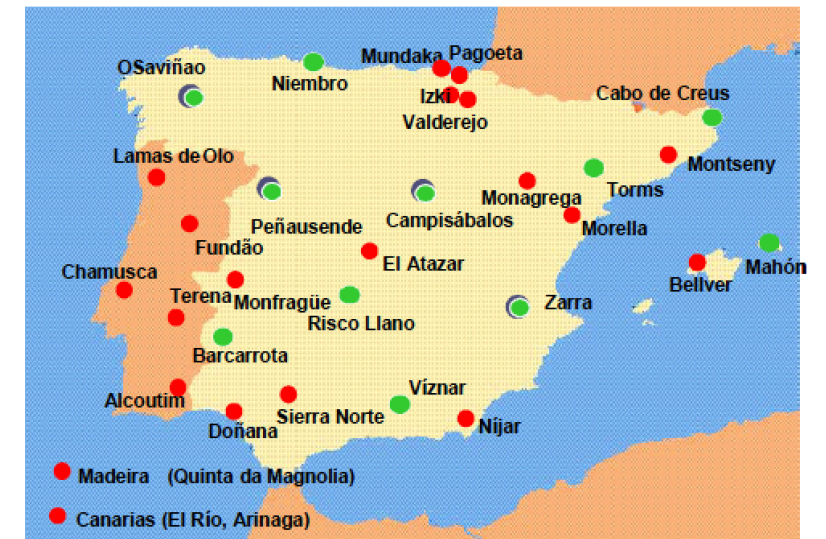 Mundaka Pagoeta
OSaviñao
Niembro
Izki
Cabo de Creus
Valderejo
Lamas de Olo
Montseny
Monagrega
Torms
Peñausende
Campisábalos
Morella
Fundão
El Atazar
Chamusca
Mahón
Bellver
Terena
Monfragüe
Zarra
Risco Llano
Barcarrota
Víznar
Alcoutim
Sierra Norte
Doñana
Níjar
Madeira (Quinta da Magnolia)
Canarias (El Río, Arinaga)